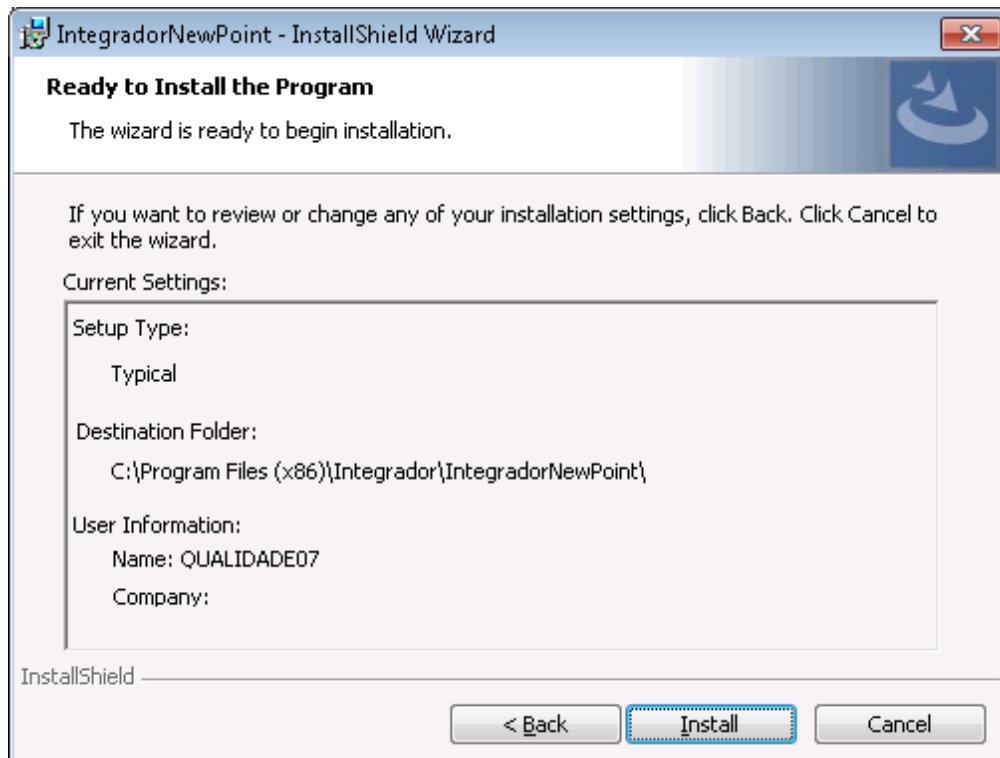 IntegradorNewPoint - InstallShield Wizard
Ready to Install the Program
The wizard is ready to begin installation.
If you want to review or change any of your installation settings, click Back. Click Cancel to
exit the wizard.
Current Settings:
Setup Type:
Typical
Destination Folder:
C:\Program Files (x86)\Integrador\IntegradorNewPoint\
User Information:
Name: QUALIDADE07
Company:
InstallShield
< Back
Install
Cancel